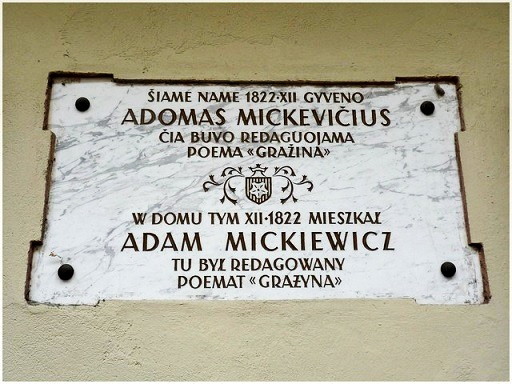 ŠIAME NAME 1822·XII GYVENO
ADOMAS MICKEVIČIUS
ČIA BUVO REDAGUOJAMA
POEMA «GRAŽINA»
W DOMU TYM XII·1822 MIESZKAŁ
ADAM MICKIEWICZ
TU BYŁ REDAGOWANY
POEMAT «GRAŻYNA»